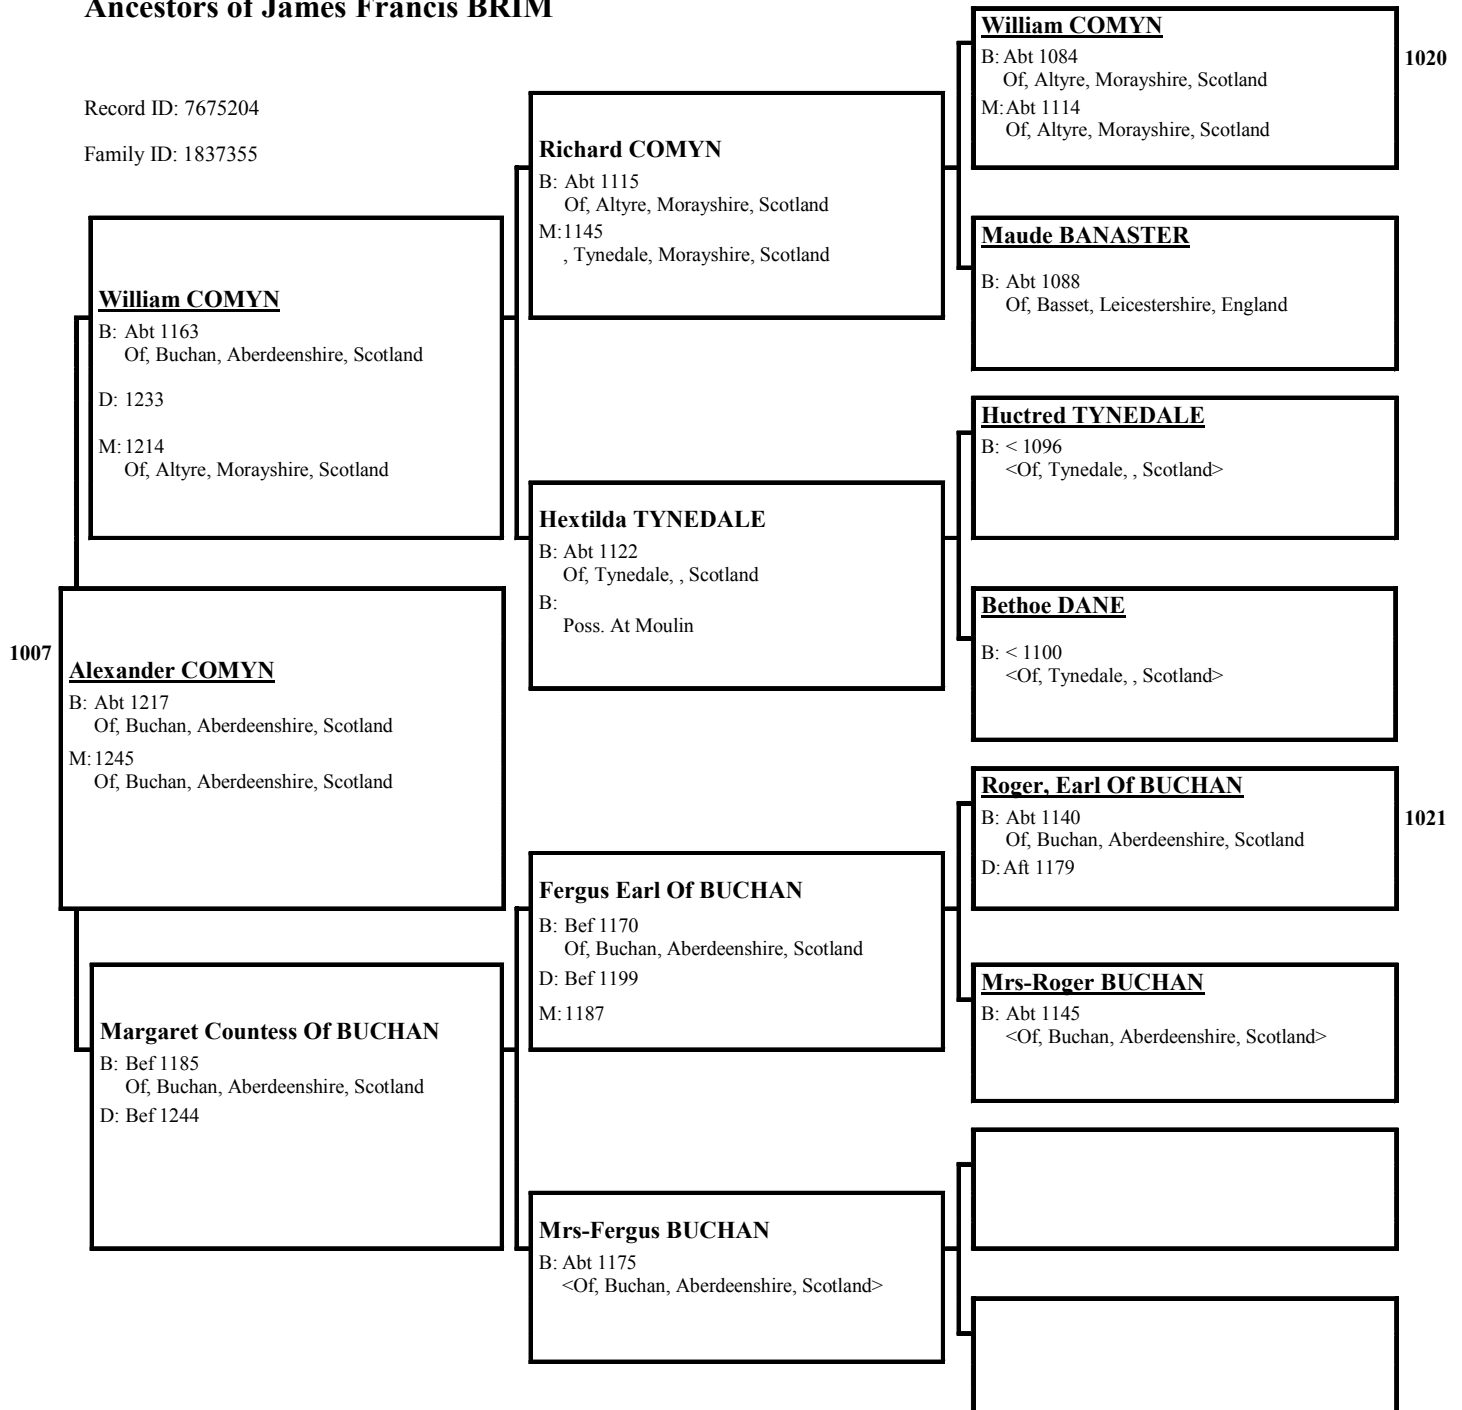 Ancestors of James Francis BRIM
Record ID: 7675204
Family ID: 1837355
1007
Alexander COMYN
B: Abt 1217
Of, Buchan, Aberdeenshire, Scotland
M: 1245
Of, Buchan, Aberdeenshire, Scotland
William COMYN
B: Abt 1163
Of, Buchan, Aberdeenshire, Scotland
D: 1233
M: 1214
Of, Altyre, Morayshire, Scotland
Margaret Countess Of BUCHAN
B: Bef 1185
Of, Buchan, Aberdeenshire, Scotland
D: Bef 1244
Richard COMYN
B: Abt 1115
Of, Altyre, Morayshire, Scotland
M: 1145
, Tynedale, Morayshire, Scotland
Hextilda TYNEDALE
B: Abt 1122
Of, Tynedale, , Scotland
B:
Poss. At Moulin
Fergus Earl Of BUCHAN
B: Bef 1170
Of, Buchan, Aberdeenshire, Scotland
D: Bef 1199
M: 1187
Mrs-Fergus BUCHAN
B: Abt 1175
<Of, Buchan, Aberdeenshire, Scotland>
William COMYN
B: Abt 1084
Of, Altyre, Morayshire, Scotland
M: Abt 1114
Of, Altyre, Morayshire, Scotland
1020
Maude BANASTER
B: Abt 1088
Of, Basset, Leicestershire, England
Huctred TYNEDALE
B: < 1096
<Of, Tynedale, , Scotland>
Bethoe DANE
B: < 1100
<Of, Tynedale, , Scotland>
Roger, Earl Of BUCHAN
B: Abt 1140
Of, Buchan, Aberdeenshire, Scotland
D: Aft 1179
1021
Mrs-Roger BUCHAN
B: Abt 1145
<Of, Buchan, Aberdeenshire, Scotland>